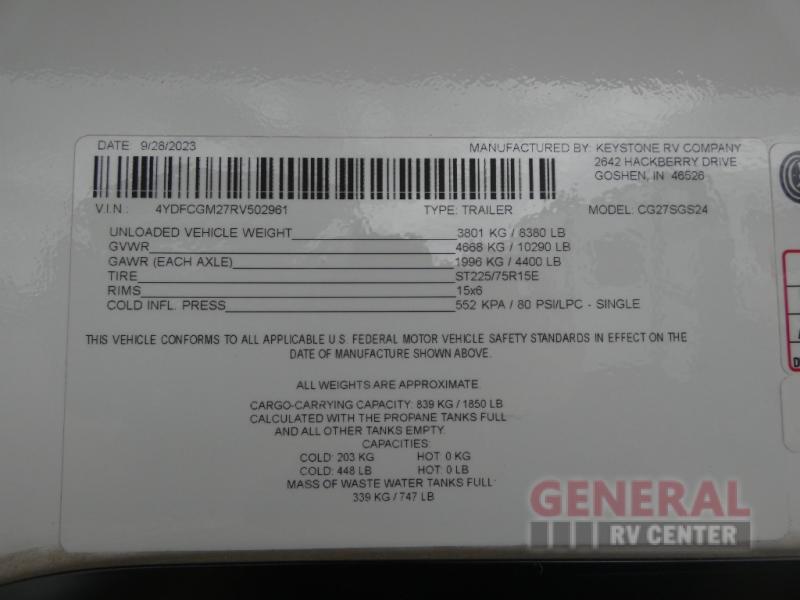 DATE: 9/28/2023
MANUFACTURED BY: KEYSTONE RV COMPANY
2642 HACKBERRY DRIVE
GOSHEN, IN 46526
V.I.N.: 4YDFCGM27RV502961 TYPE: TRAILER MODEL: CG27SGS24
UNLOADED VEHICLE WEIGHT 3801 KG / 8380 LB
GVWR 4668 KG / 10290 LB
GAWR (EACH AXLE) 1996 KG / 4400 LB
TIRE ST225/75R15E
RIMS 15x6
COLD INFL. PRESS 552 KPA / 80 PSI/LPC - SINGLE
THIS VEHICLE CONFORMS TO ALL APPLICABLE U.S. FEDERAL MOTOR VEHICLE SAFETY STANDARDS IN EFFECT ON THE
DATE OF MANUFACTURE SHOWN ABOVE.
ALL WEIGHTS ARE APPROXIMATE
CARGO-CARRYING CAPACITY: 839 KG / 1850 LB
CALCULATED WITH THE PROPANE TANKS FULL
AND ALL OTHER TANKS EMPTY.
CAPACITIES:
COLD: 203 KG HOT: 0 KG
COLD: 448 LB HOT: 0 LB
MASS OF WASTE WATER TANKS FULL:
339 KG / 747 LB
GENERAL
RV CENTER